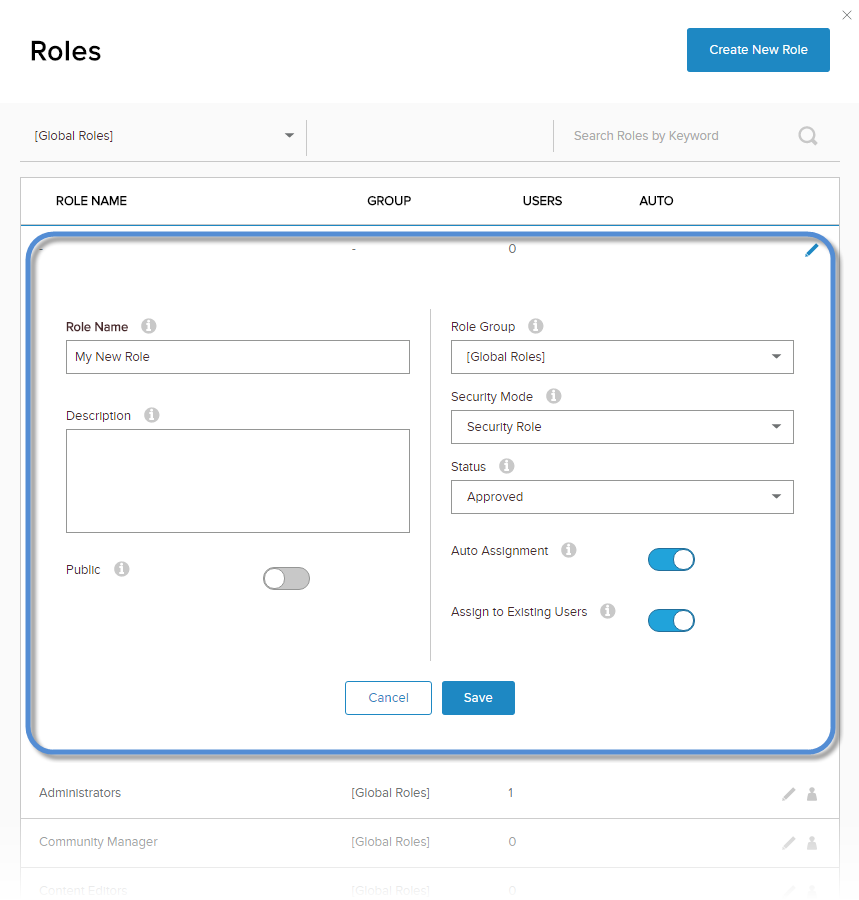 Roles
Create New Role
[Global Roles]
Search Roles by Keyword
ROLE NAME GROUP USERS AUTO
- - 0
Role Name
Role Group
My New Role
[Global Roles]
Security Mode
Description
Security Role
Status
Approved
Auto Assignment
Public
Assign to Existing Users
Cancel Save
Administrators [Global Roles] 1
Community Manager [Global Roles] 0
Content Editors [Global Roles] 0